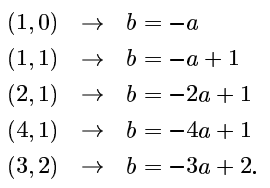 (1, 0) → b = −a
(1, 1) → b = −a + 1
(2, 1) → b = −2a + 1
(4, 1) → b = −4a + 1
(3, 2) → b = −3a + 2.